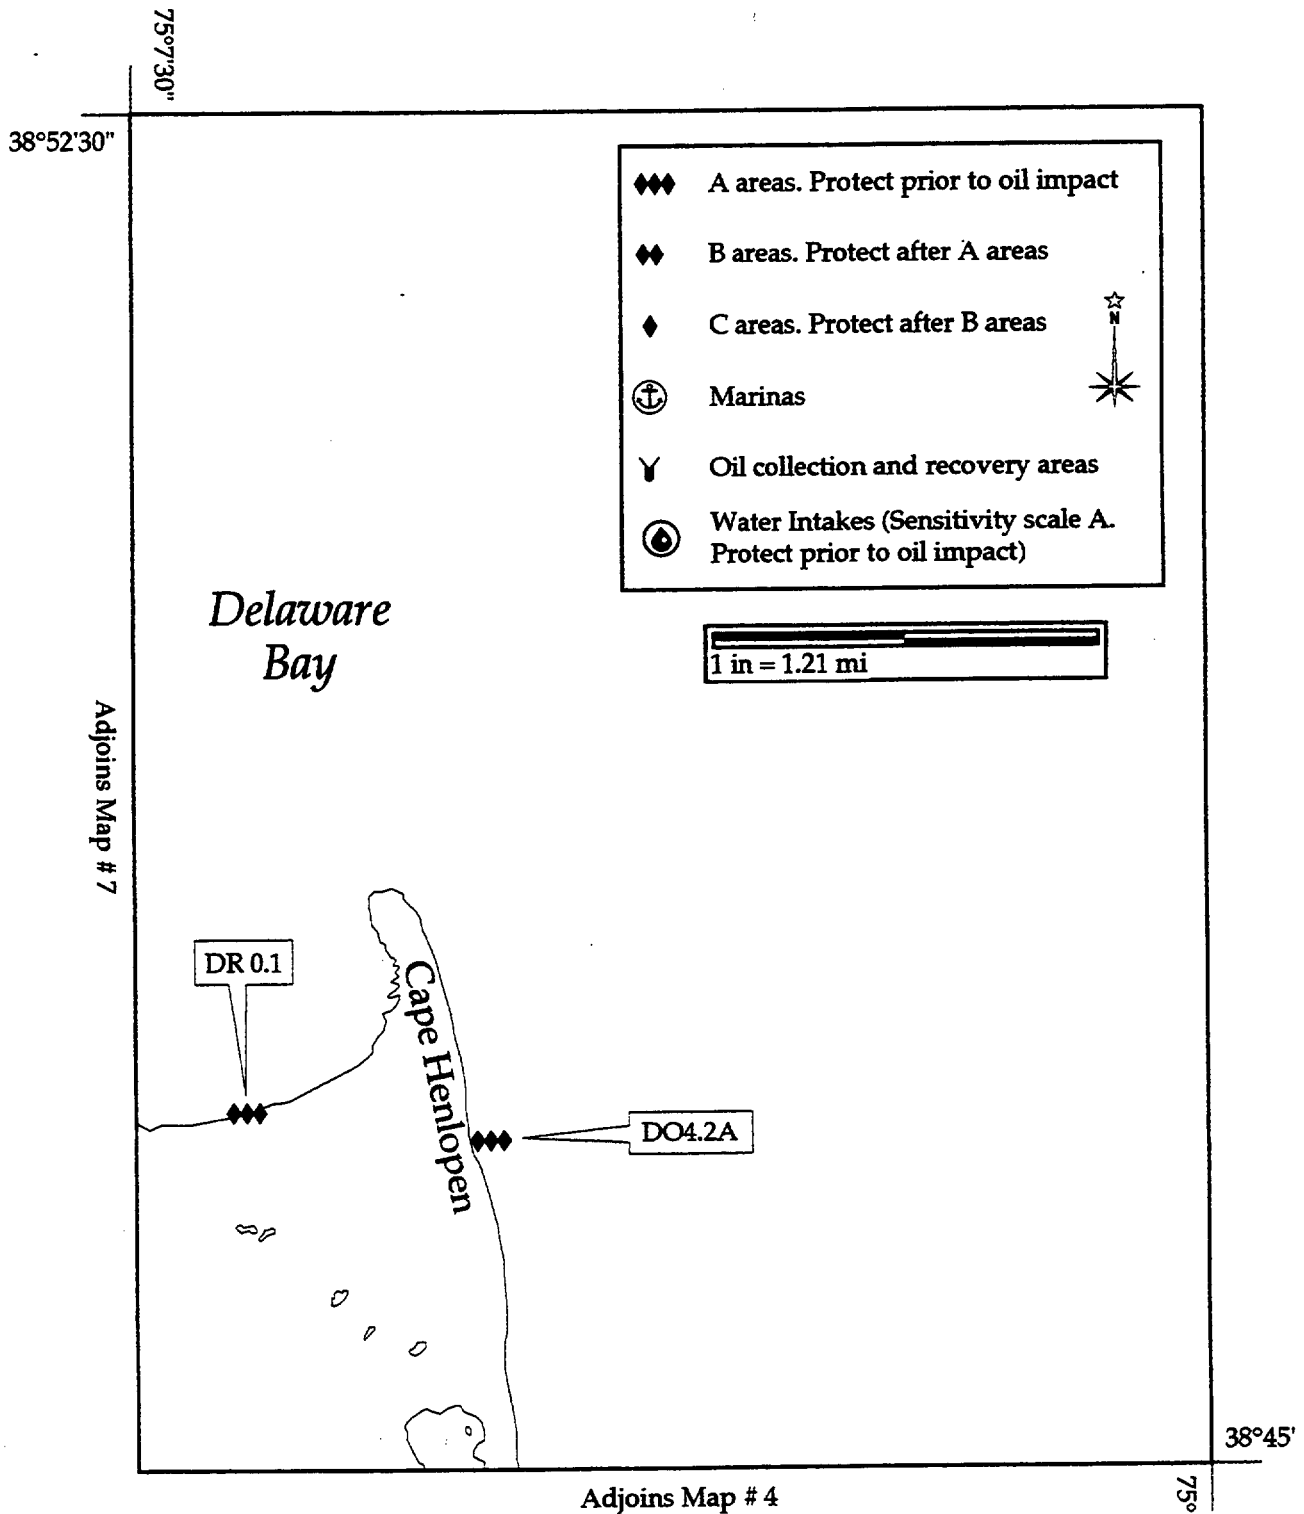 75°7'30"
38°52'30"
A areas. Protect prior to oil impact
B areas. Protect after A areas
C areas. Protect after B areas
N
Marinas
Oil collection and recovery areas
Water Intakes (Sensitivity scale A.
Protect prior to oil impact)
Delaware
Bay
1 in = 1.21 mi
Adjoins Map # 7
DR 0.1
Cape Henlopen
DO4.2A
38°45'
75°
Adjoins Map # 4